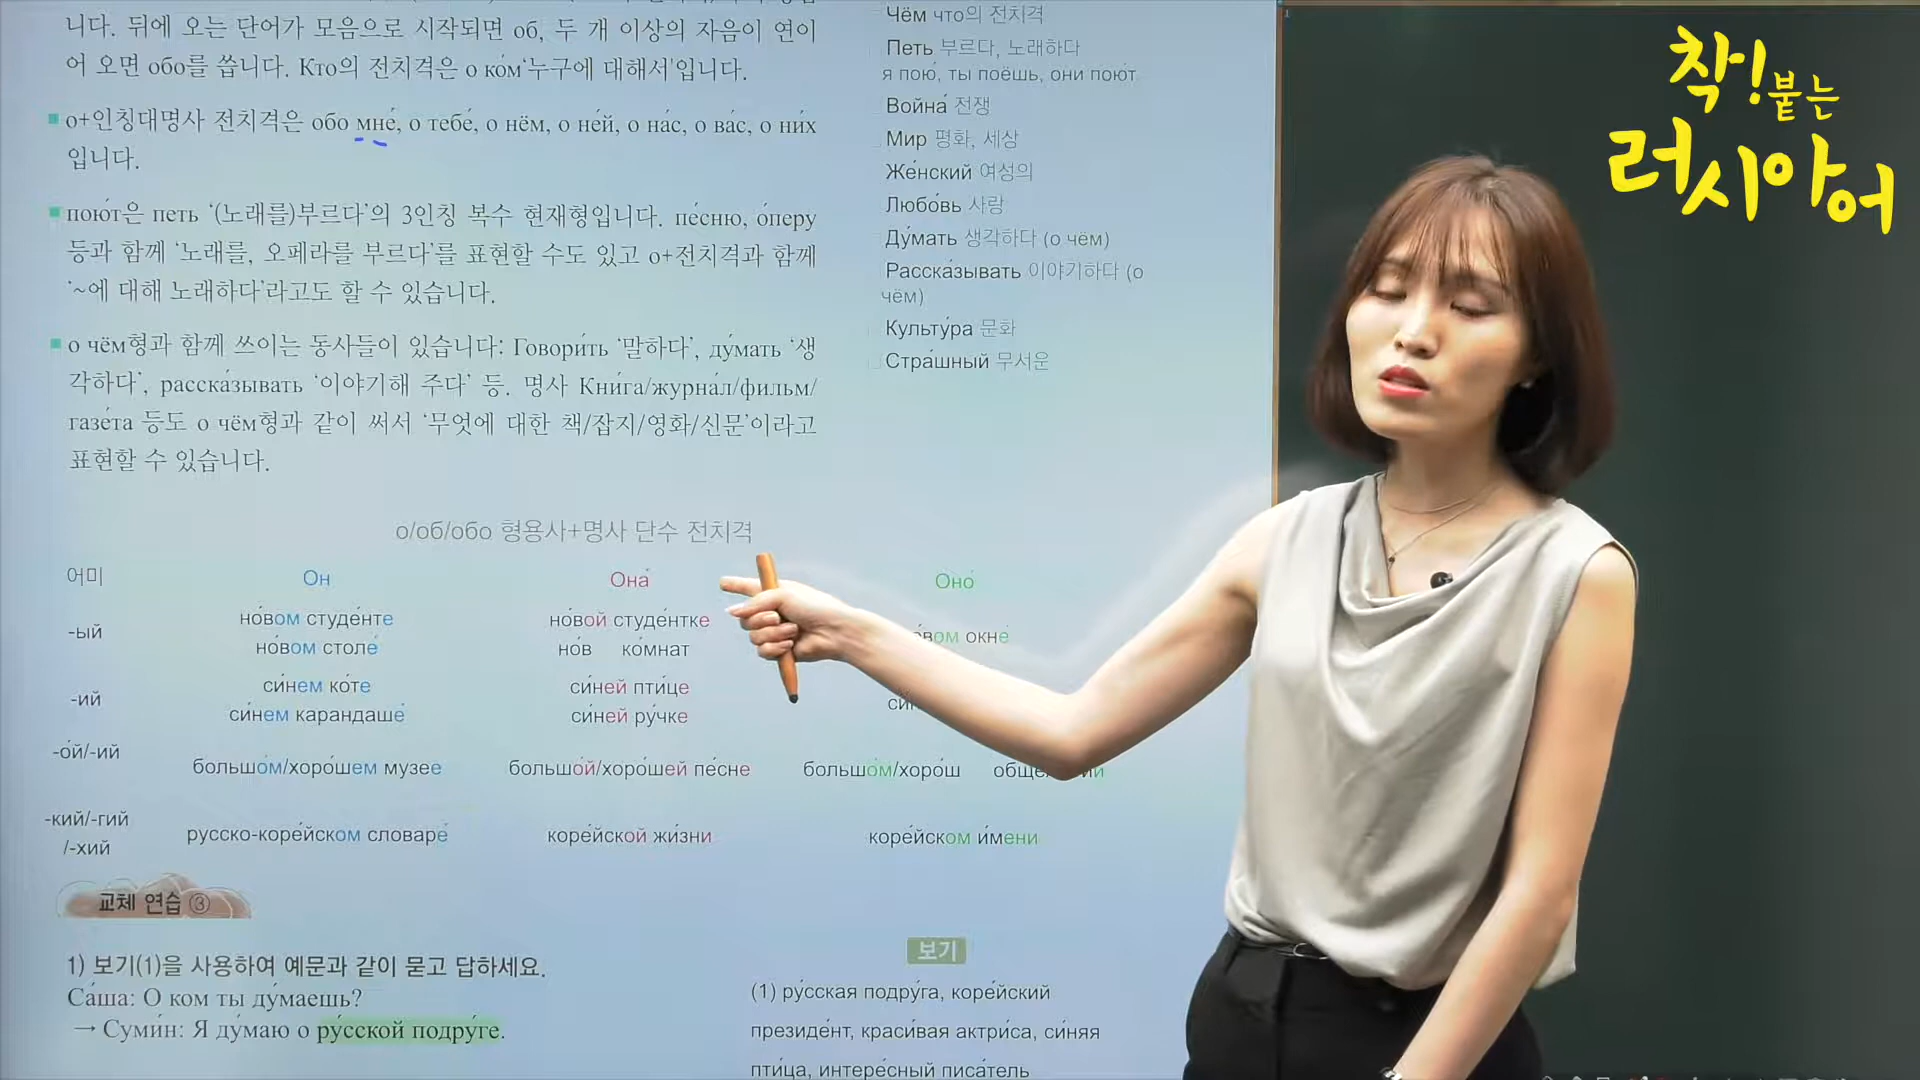 니다. 뒤에 오는 단어가 모음으로 시작되면 об, 두 개 이상의 자음이 연이
어 오면 обо를 씁니다. Кто의 전치격은 о ко́м‘누구에 대해서’입니다.
о+인칭대명사 전치격은 обо мне́, о тебе́, о нём, о не́й, о на́с, о ва́с, о ни́х
입니다.
пою́т은 петь ‘(노래를)부르다’의 3인칭 복수 현재형입니다. пе́сню, о́перу
등과 함께 ‘노래를, 오페라를 부르다’를 표현할 수도 있고 о+전치격과 함께
‘~에 대해 노래하다’라고도 할 수 있습니다.
о чём형과 함께 쓰이는 동사들이 있습니다: Говори́ть ‘말하다’, ду́мать ‘생
각하다’, расска́зывать ‘이야기해 주다’ 등. 명사 Кни́га/журна́л/фильм/
газе́та 등도 о чём형과 같이 써서 ‘무엇에 대한 책/잡지/영화/신문’이라고
표현할 수 있습니다.
Чём что의 전치격
Петь 부르다, 노래하다
я пою́, ты поёшь, они пою́т
Война́ 전쟁
Мир 평화, 세상
Же́нский 여성의
Любо́вь 사랑
Ду́мать 생각하다 (о чём)
Расска́зывать 이야기하다 (о
чём)
Культу́ра 문화
Стра́шный 무서운
о/об/обо 형용사+명사 단수 전치격
어미 Он Она́ Оно́
-ый
но́вом студе́нте но́вой студе́нтке
но́вом столе́ но́в ко́мнат о́вом окне́
-ий
си́нем ко́те си́ней пти́це
си́нем карандаше́ си́ней ру́чке си́
-о́й/-ий
большо́м/хоро́шем музее большо́й/хоро́шей пе́сне большо́м/хоро́ш обще ии
-кий/-гий
/-хий
русско-коре́йском словаре́ коре́йской жи́зни коре́йском и́мени
교체 연습 ③
1) 보기(1)을 사용하여 예문과 같이 묻고 답하세요.
Са́ша: О ком ты ду́маешь?
→ Суми́н: Я ду́маю о ру́сской подру́ге.
보기
(1) ру́сская подру́га, коре́йский
президе́нт, краси́вая актри́са, си́няя
пти́ца, интере́сный писа́тель
착! 붙는
러시아어